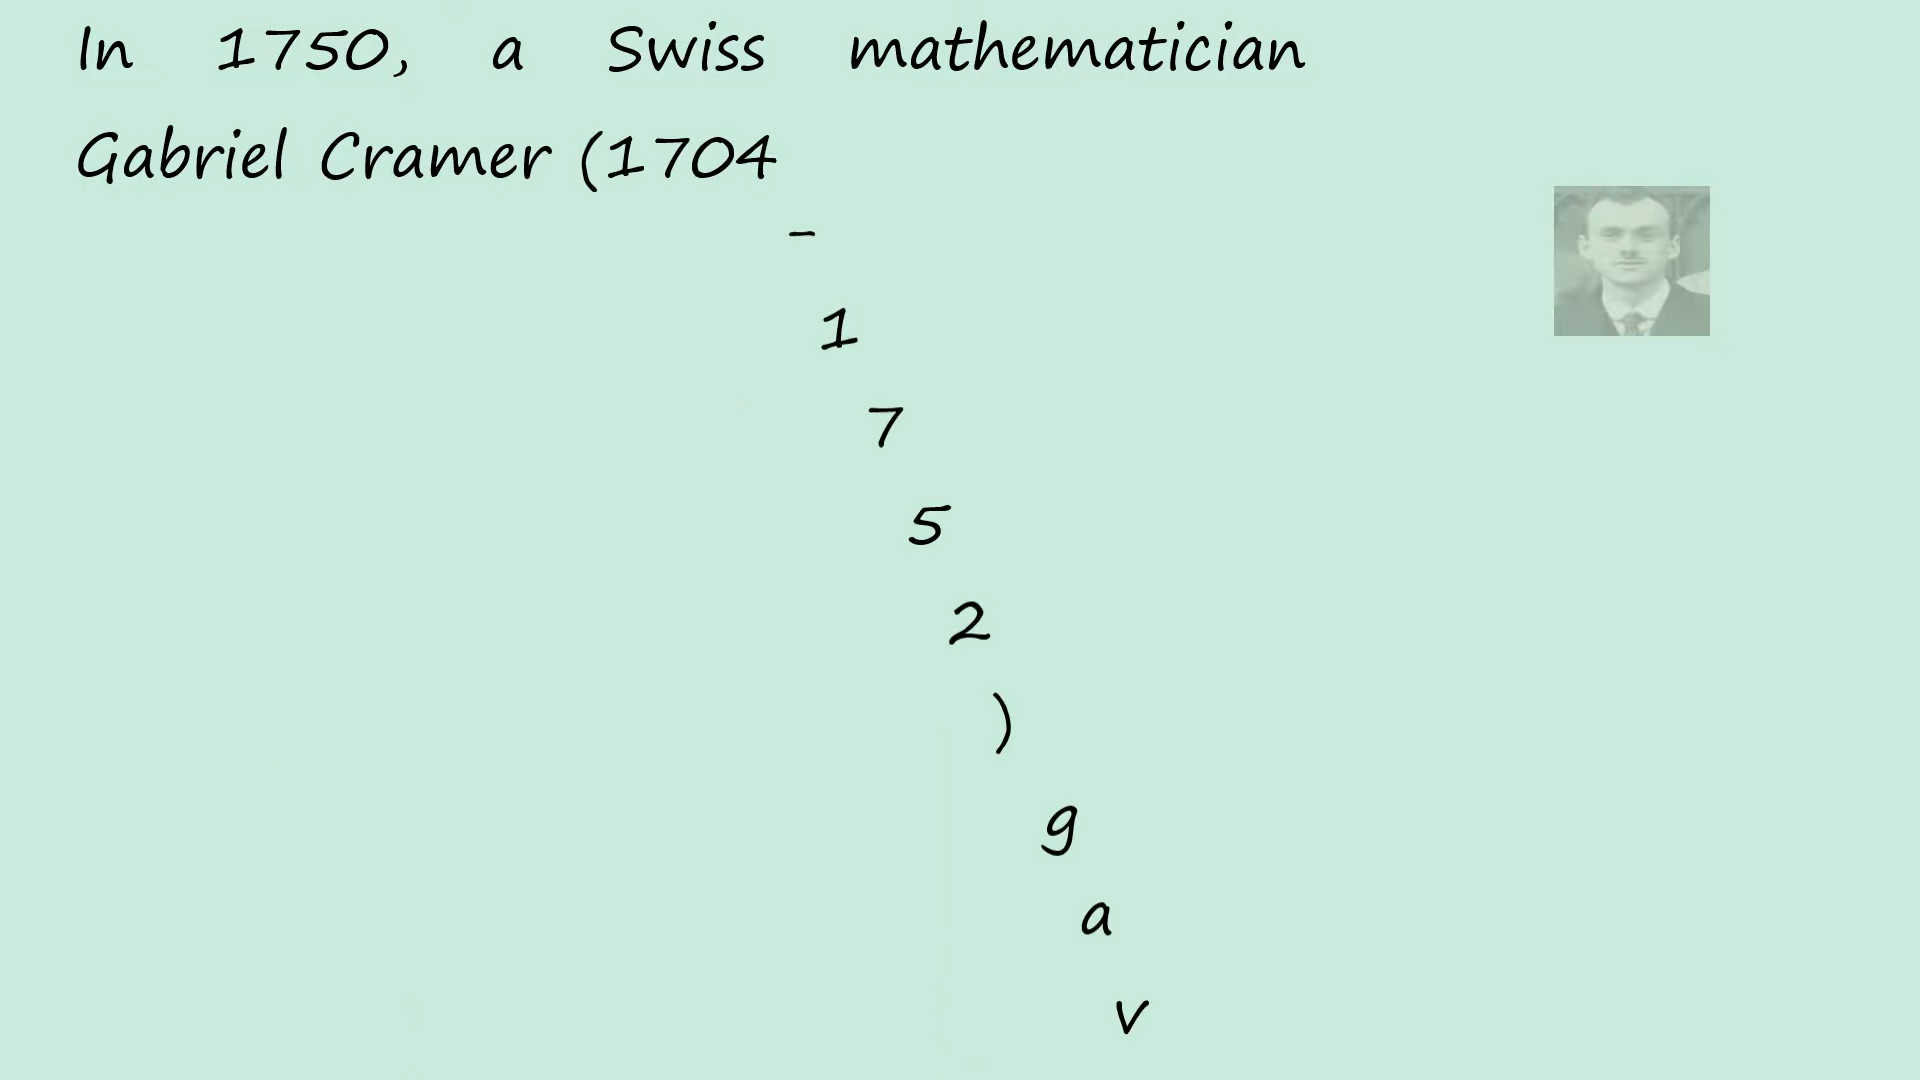 In 1750, a Swiss mathematician
Gabriel Cramer (1704
-
1
7
5
2
)
g
a
v